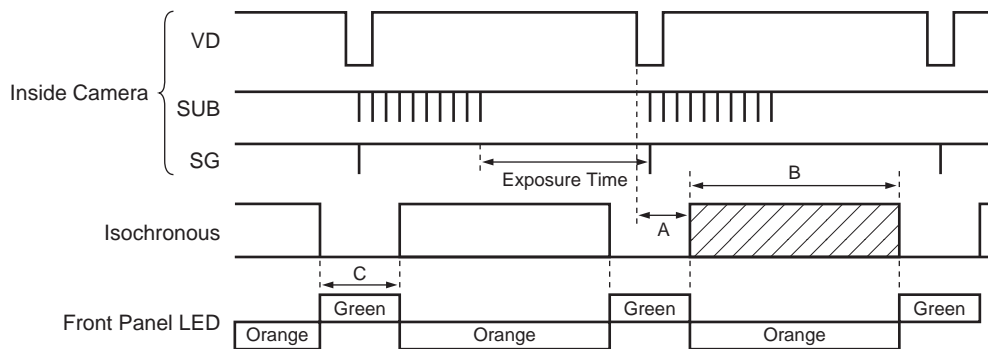 VD
Inside Camera
SUB
SG
Exposure Time
B
A
Isochronous
C
Green Green Green
Front Panel LED
Orange Orange Orange